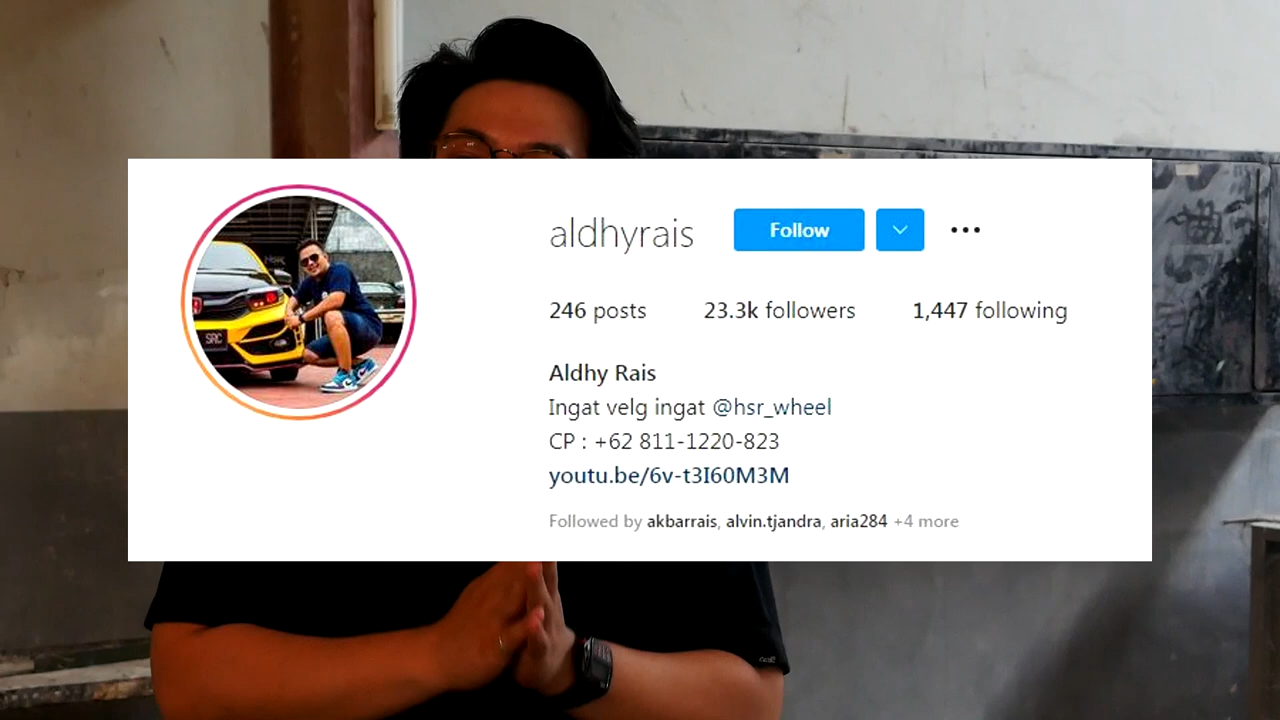 aldhyrais Follow
246 posts 23.3k followers 1,447 following
Aldhy Rais
Ingat velg ingat @hsr_wheel
CP : +62 811-1220-823
youtu.be/6v-t3I60M3M
Followed by akbarrais, alvin.tjandra, aria284 +4 more
SRC